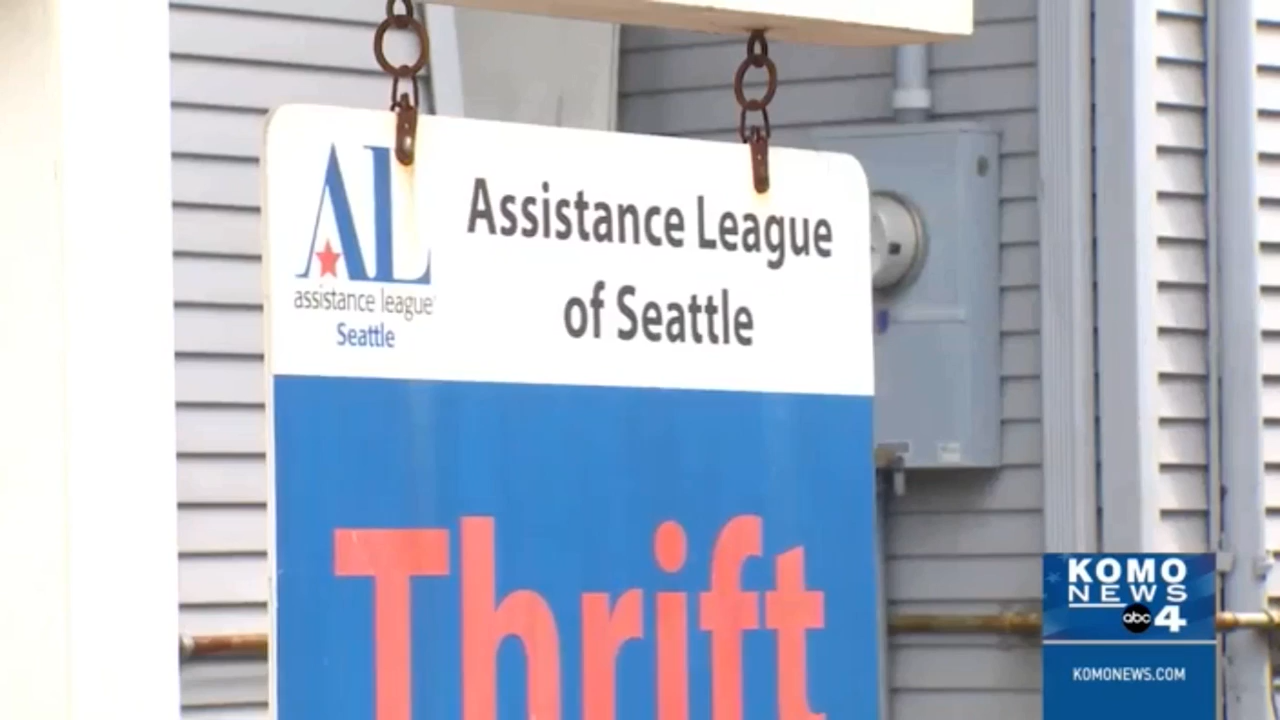 AL
assistance league
Seattle
Assistance League
of Seattle
Thrift
KOMO
NEWS
abc 4
KOMONEWS.COM